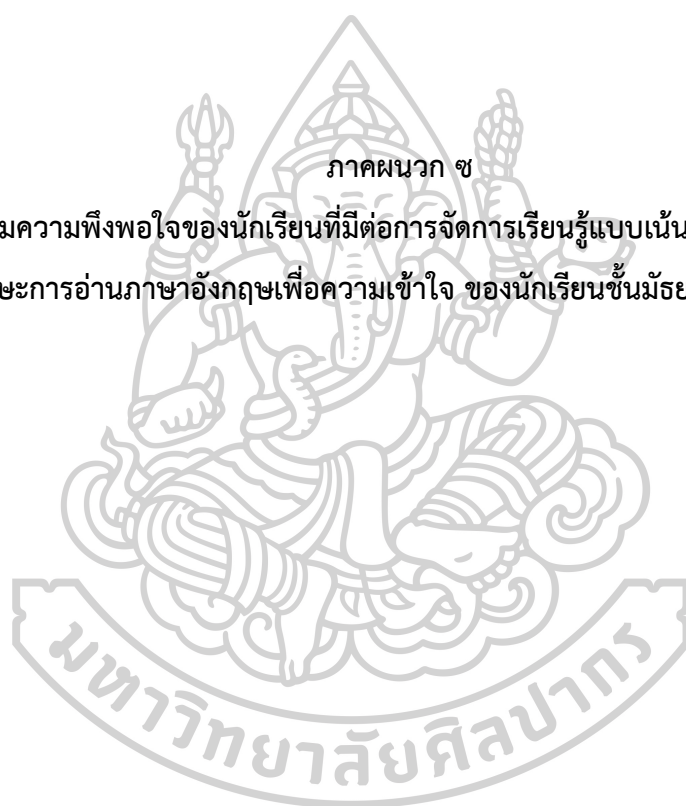 ภาคผนวก ซ
มความพึงพอใจของนักเรียนที่มีต่อการจัดการเรียนรู้แบบเน้น
ษะการอ่านภาษาอังกฤษเพื่อความเข้าใจ ของนักเรียนชั้นมัธย
มหาวิทยาลัยศิลปากร